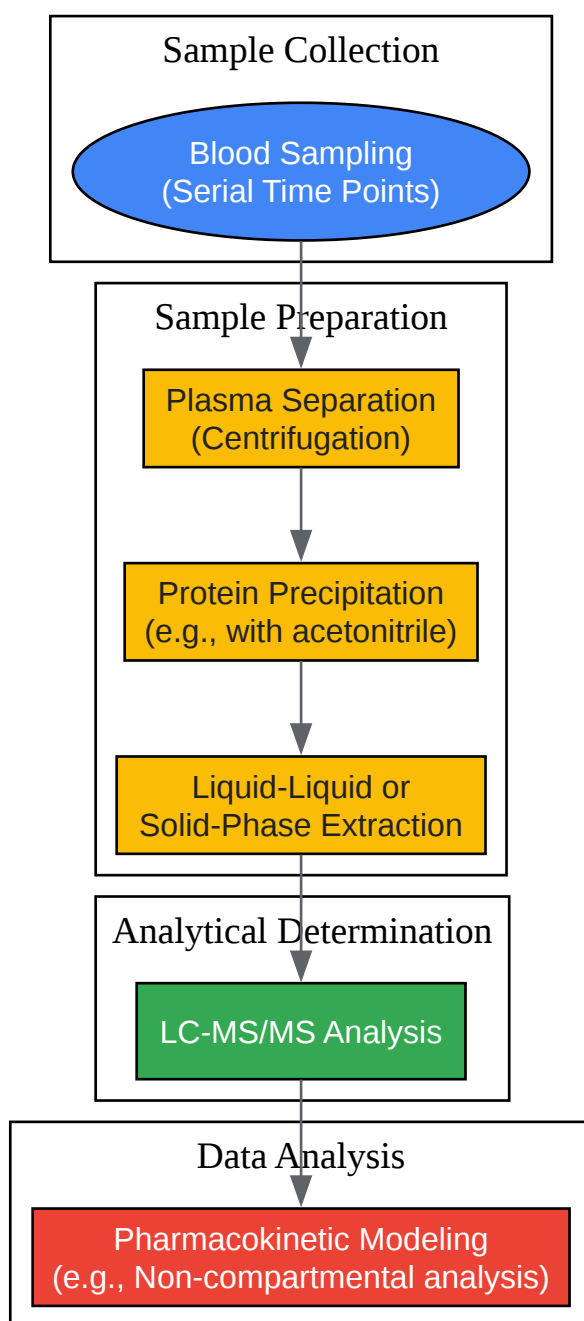 Sample Collection
Blood Sampling
(Serial Time Points)
Sample Preparation
Plasma Separation
(Centrifugation)
Protein Precipitation
(e.g., with acetonitrile)
Liquid-Liquid or
Solid-Phase Extraction
Analytical Determination
LC-MS/MS Analysis
Data Analysis
Pharmacokinetic Modeling
(e.g., Non-compartmental analysis)